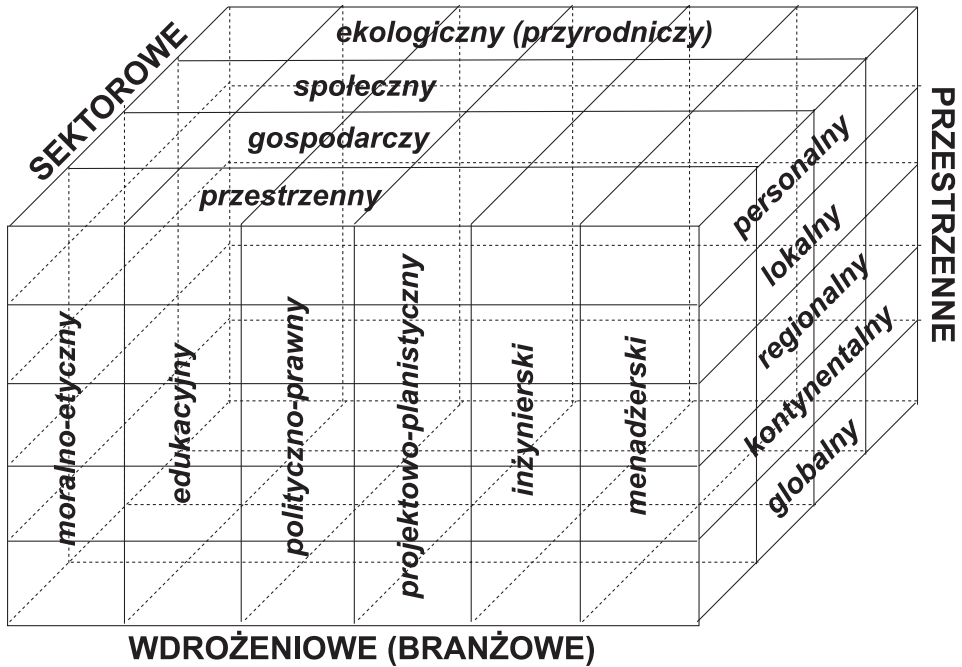 SEKTOROWE
ekologiczny (przyrodniczy)
społeczny
gospodarczy
przestrzenny
PRZESTRZENNE
personalny
lokalny
regionalny
kontynentalny
globalny
moralno-etyczny
edukacyjny
polityczno-prawny
projektowo-planistyczny
inżynierski
menadżerski
WDROŻENIOWE (BRANŻOWE)